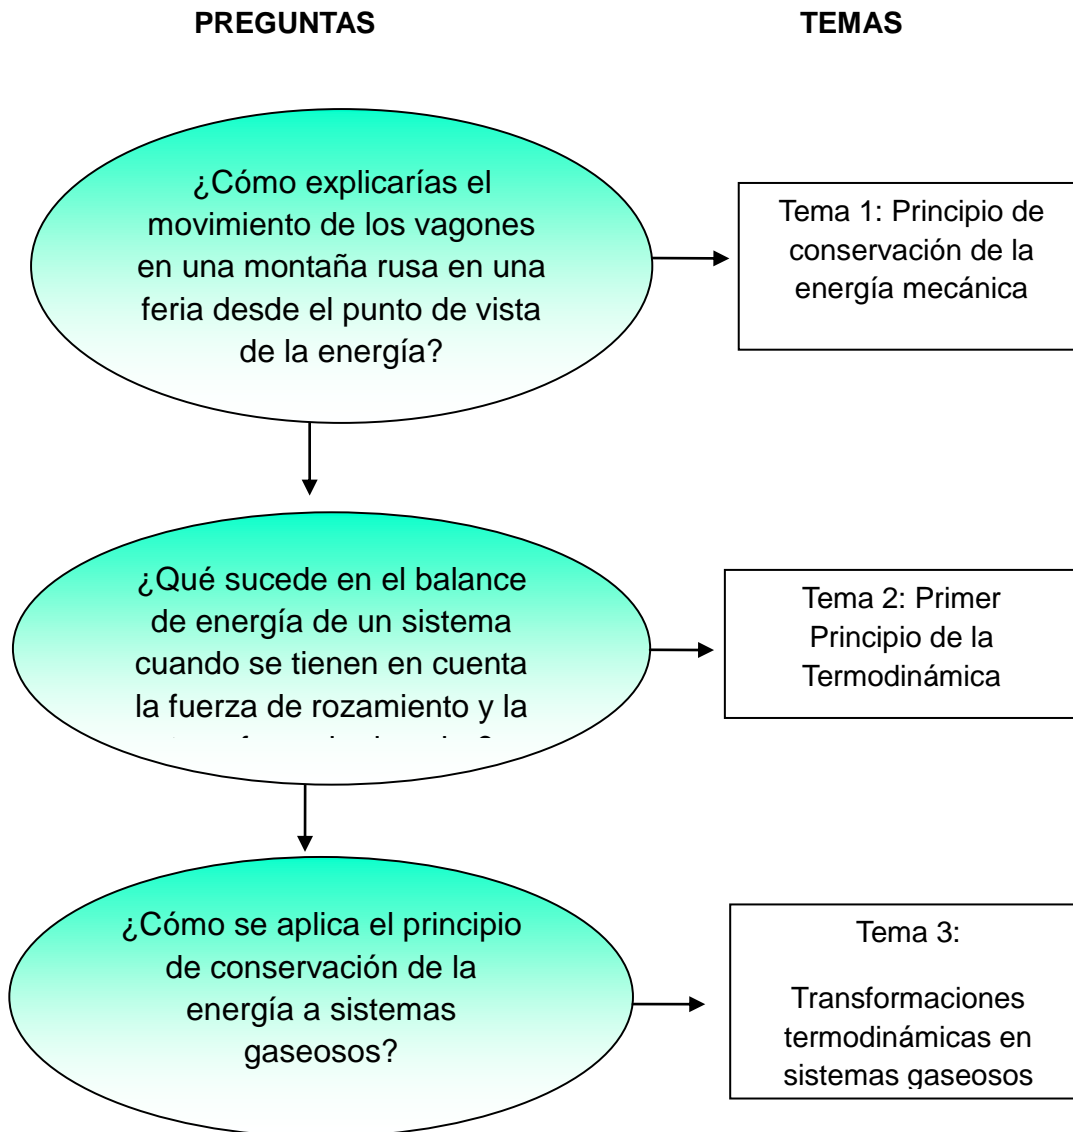 PREGUNTAS
TEMAS
¿Cómo explicarías el
movimiento de los vagones
en una montaña rusa en una
feria desde el punto de vista
de la energía?
Tema 1: Principio de
conservación de la
energía mecánica
¿Qué sucede en el balance
de energía de un sistema
cuando se tienen en cuenta
la fuerza de rozamiento y la
Tema 2: Primer
Principio de la
Termodinámica
¿Cómo se aplica el principio
de conservación de la
energía a sistemas
gaseosos?
Tema 3:
Transformaciones
termodinámicas en
sistemas gaseosos